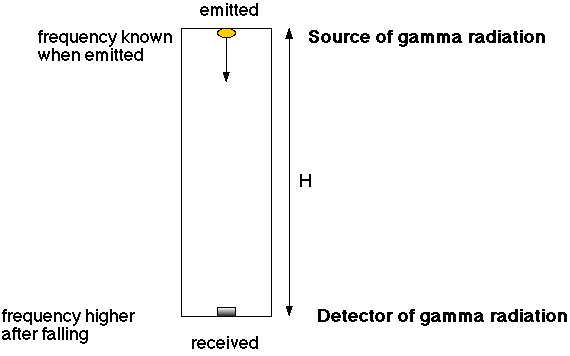 emitted
frequency known
when emitted
Source of gamma radiation
H
frequency higher
after falling
Detector of gamma radiation
received